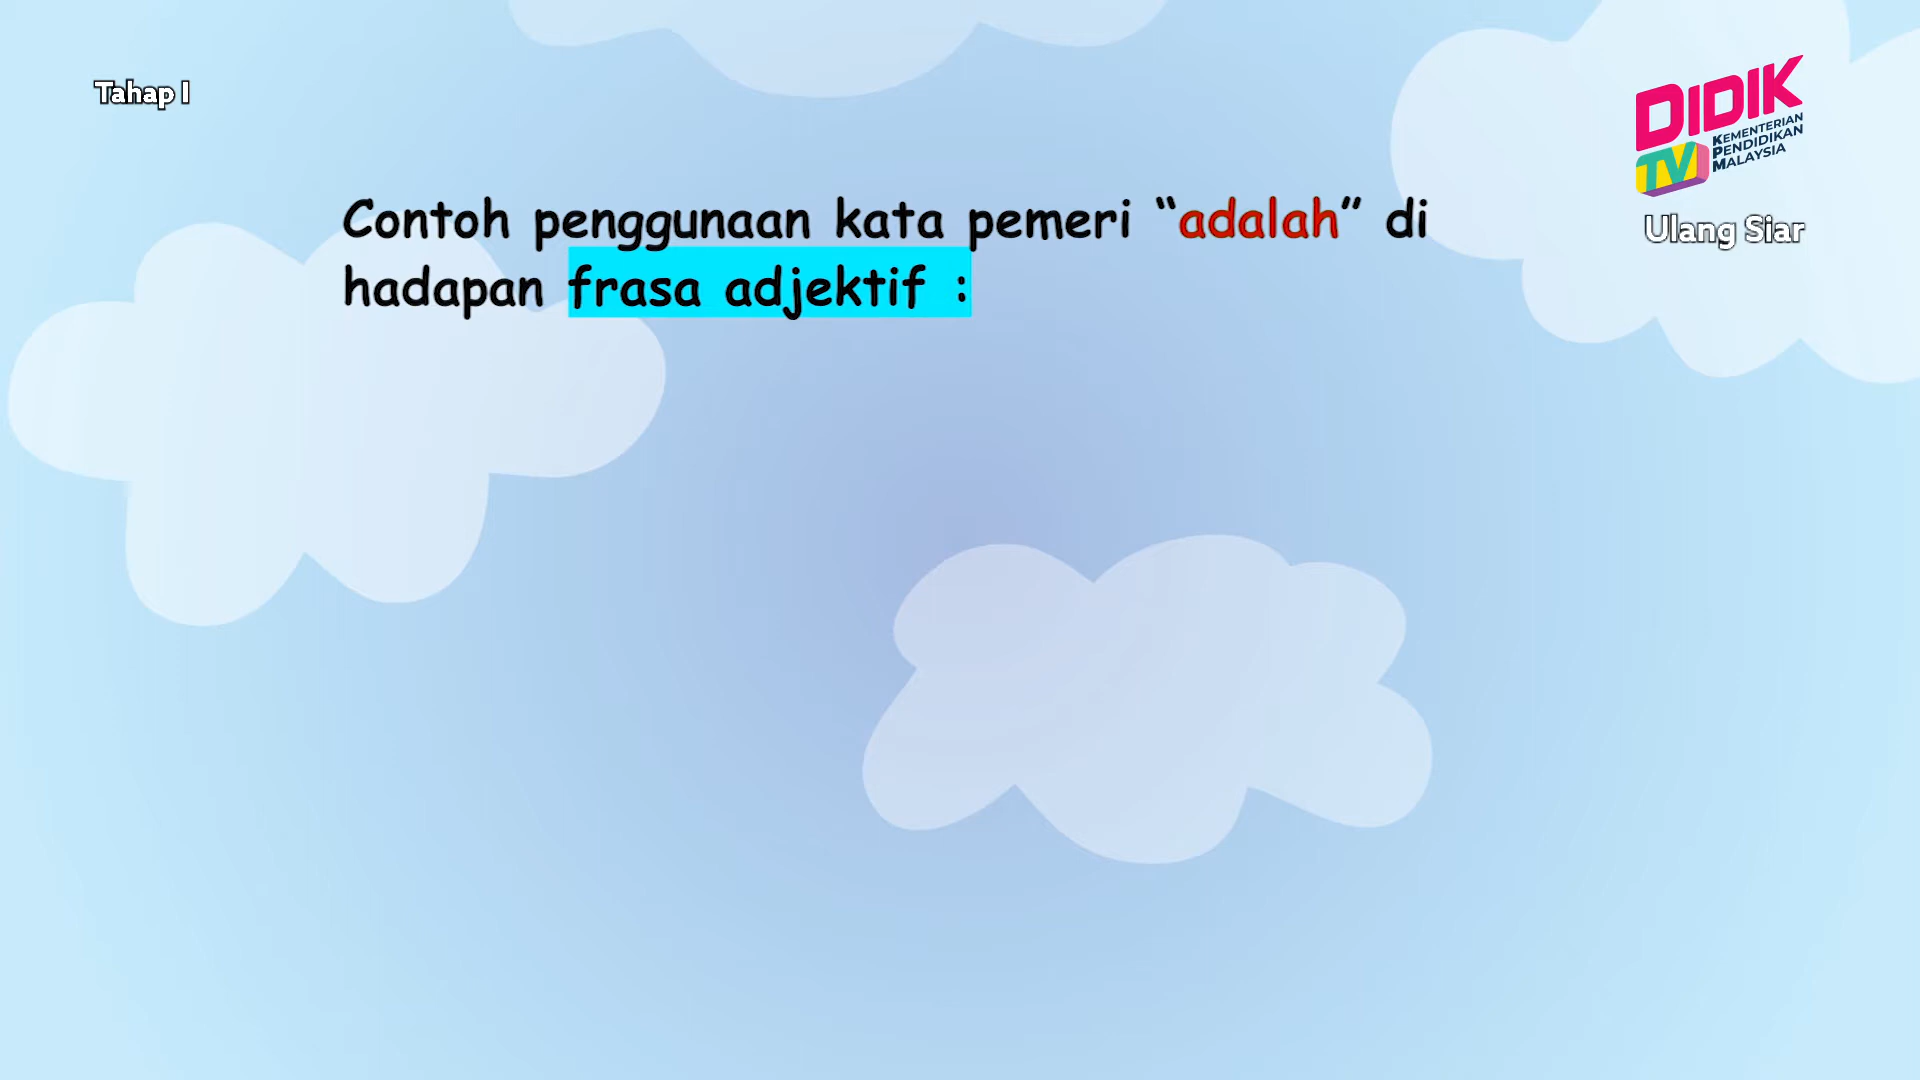 Tahap I
DIDIK
TV
KEMENTERIAN
PENDIDIKAN
MALAYSIA
Ulang Siar
Contoh penggunaan kata pemeri “adalah” di
hadapan frasa adjektif :